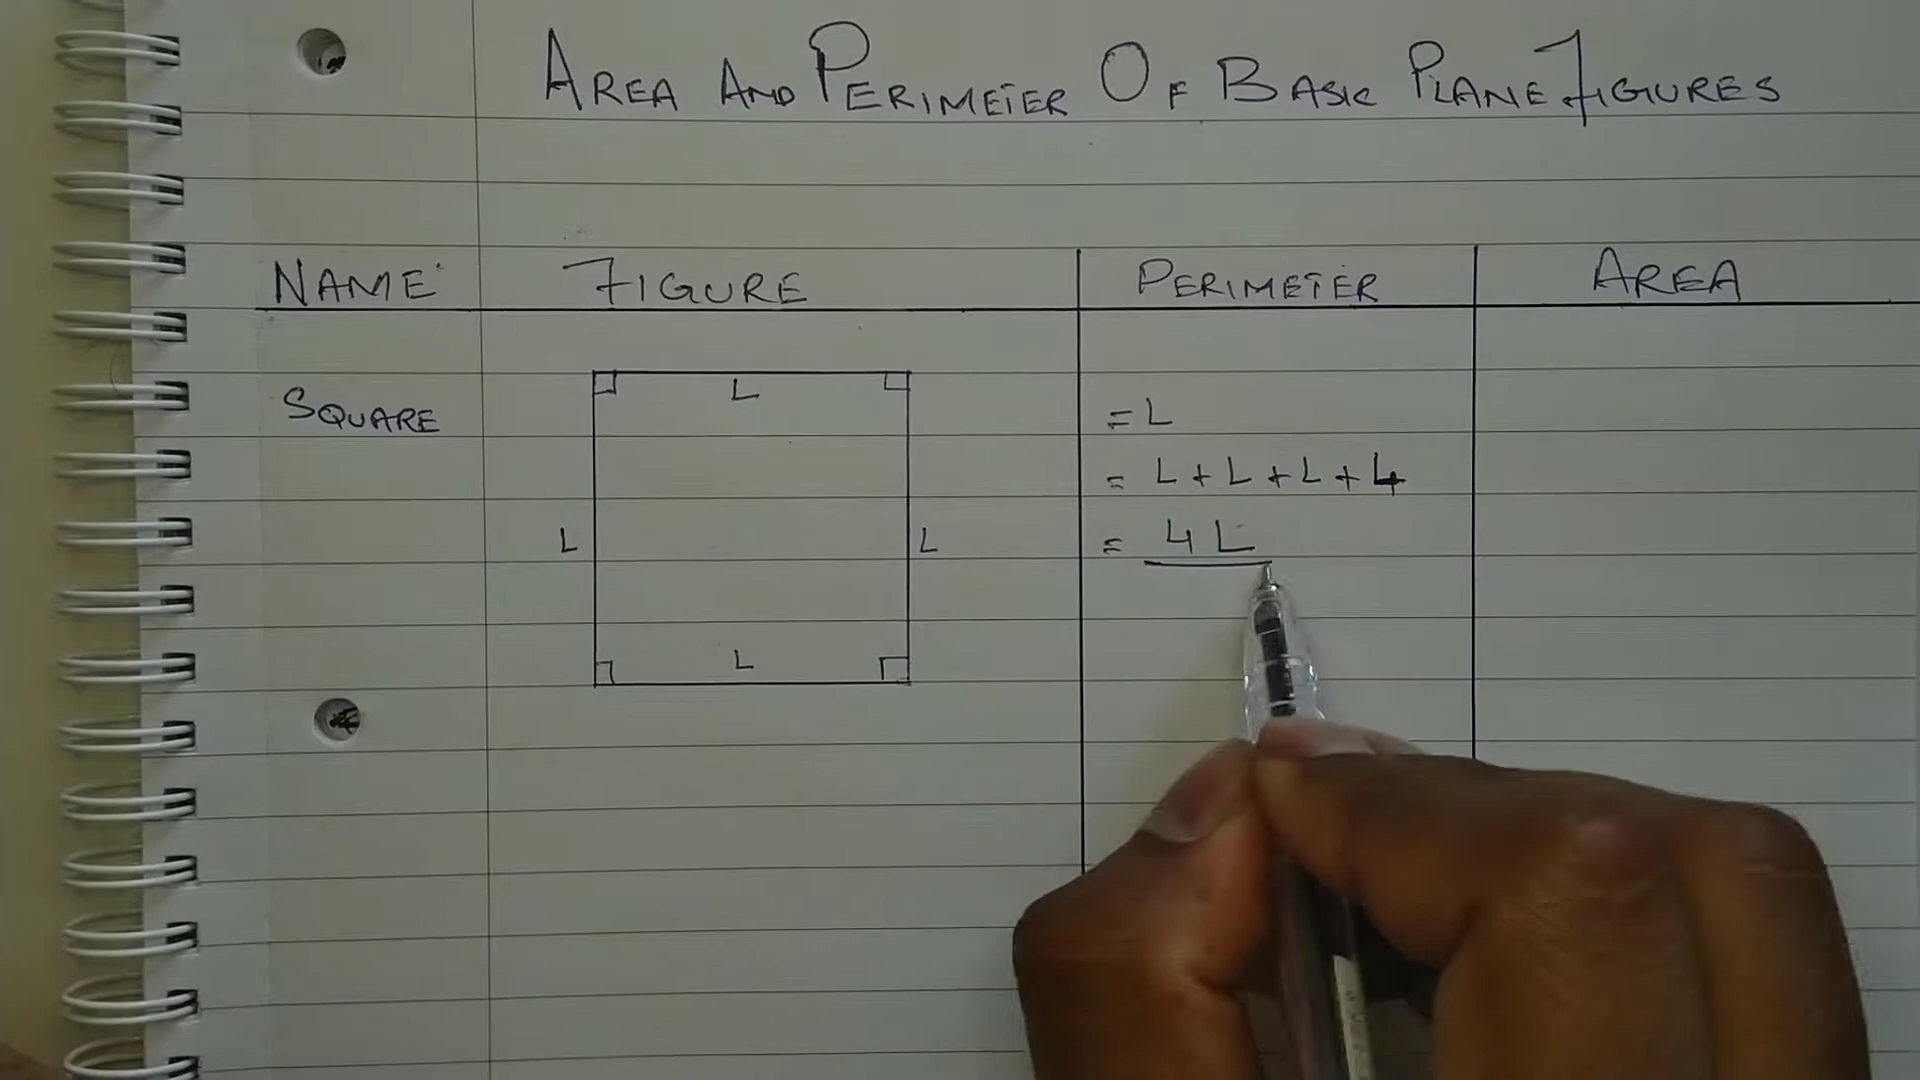 AREA AND PERIMETER OF BASIC PLANE FIGURES
NAME FIGURE PERIMETER AREA
SQUARE
L
L
L
L
= L
= L + L + L + 4
= 4L